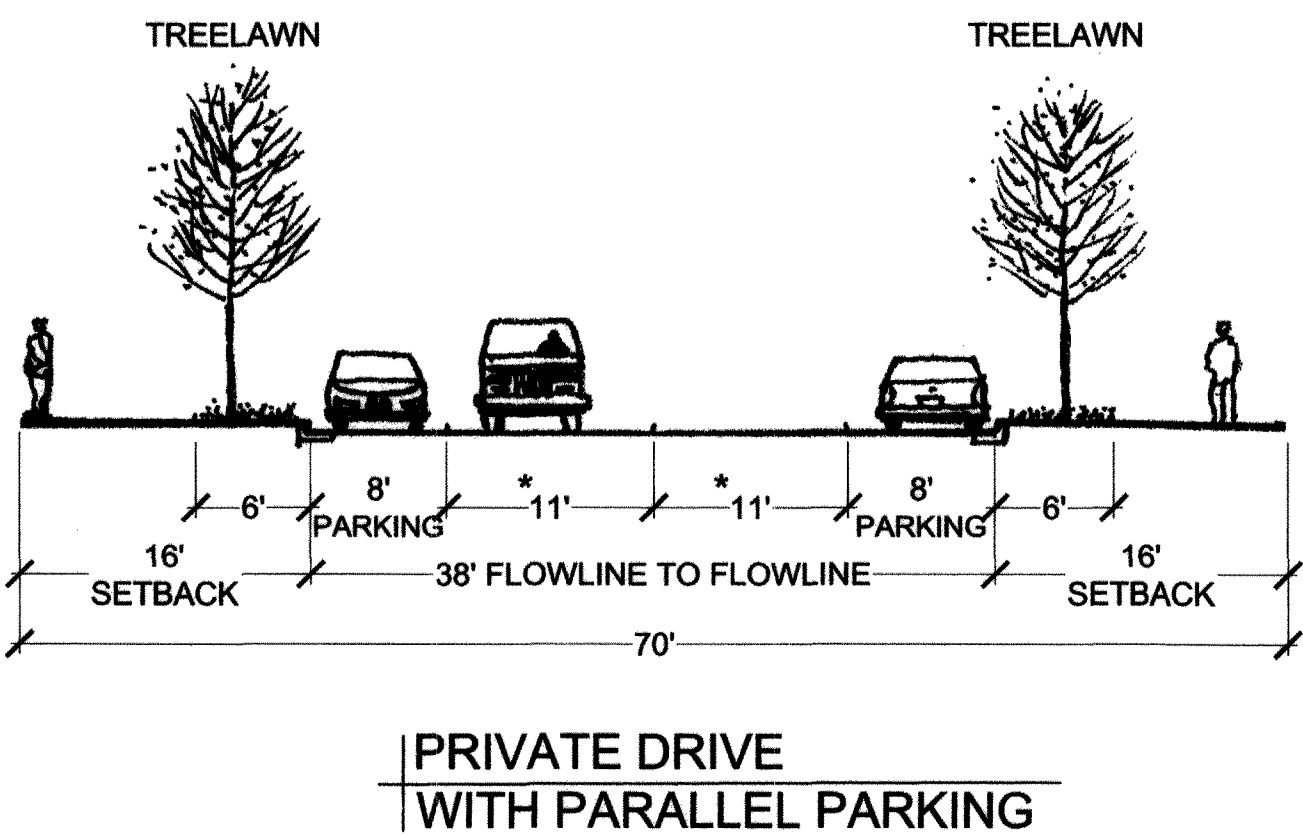 TREELAWN
TREELAWN
6'
8'
PARKING
*
11'
*
11'
8'
PARKING
6'
16'
SETBACK
38' FLOWLINE TO FLOWLINE
16'
SETBACK
70'
PRIVATE DRIVE
WITH PARALLEL PARKING